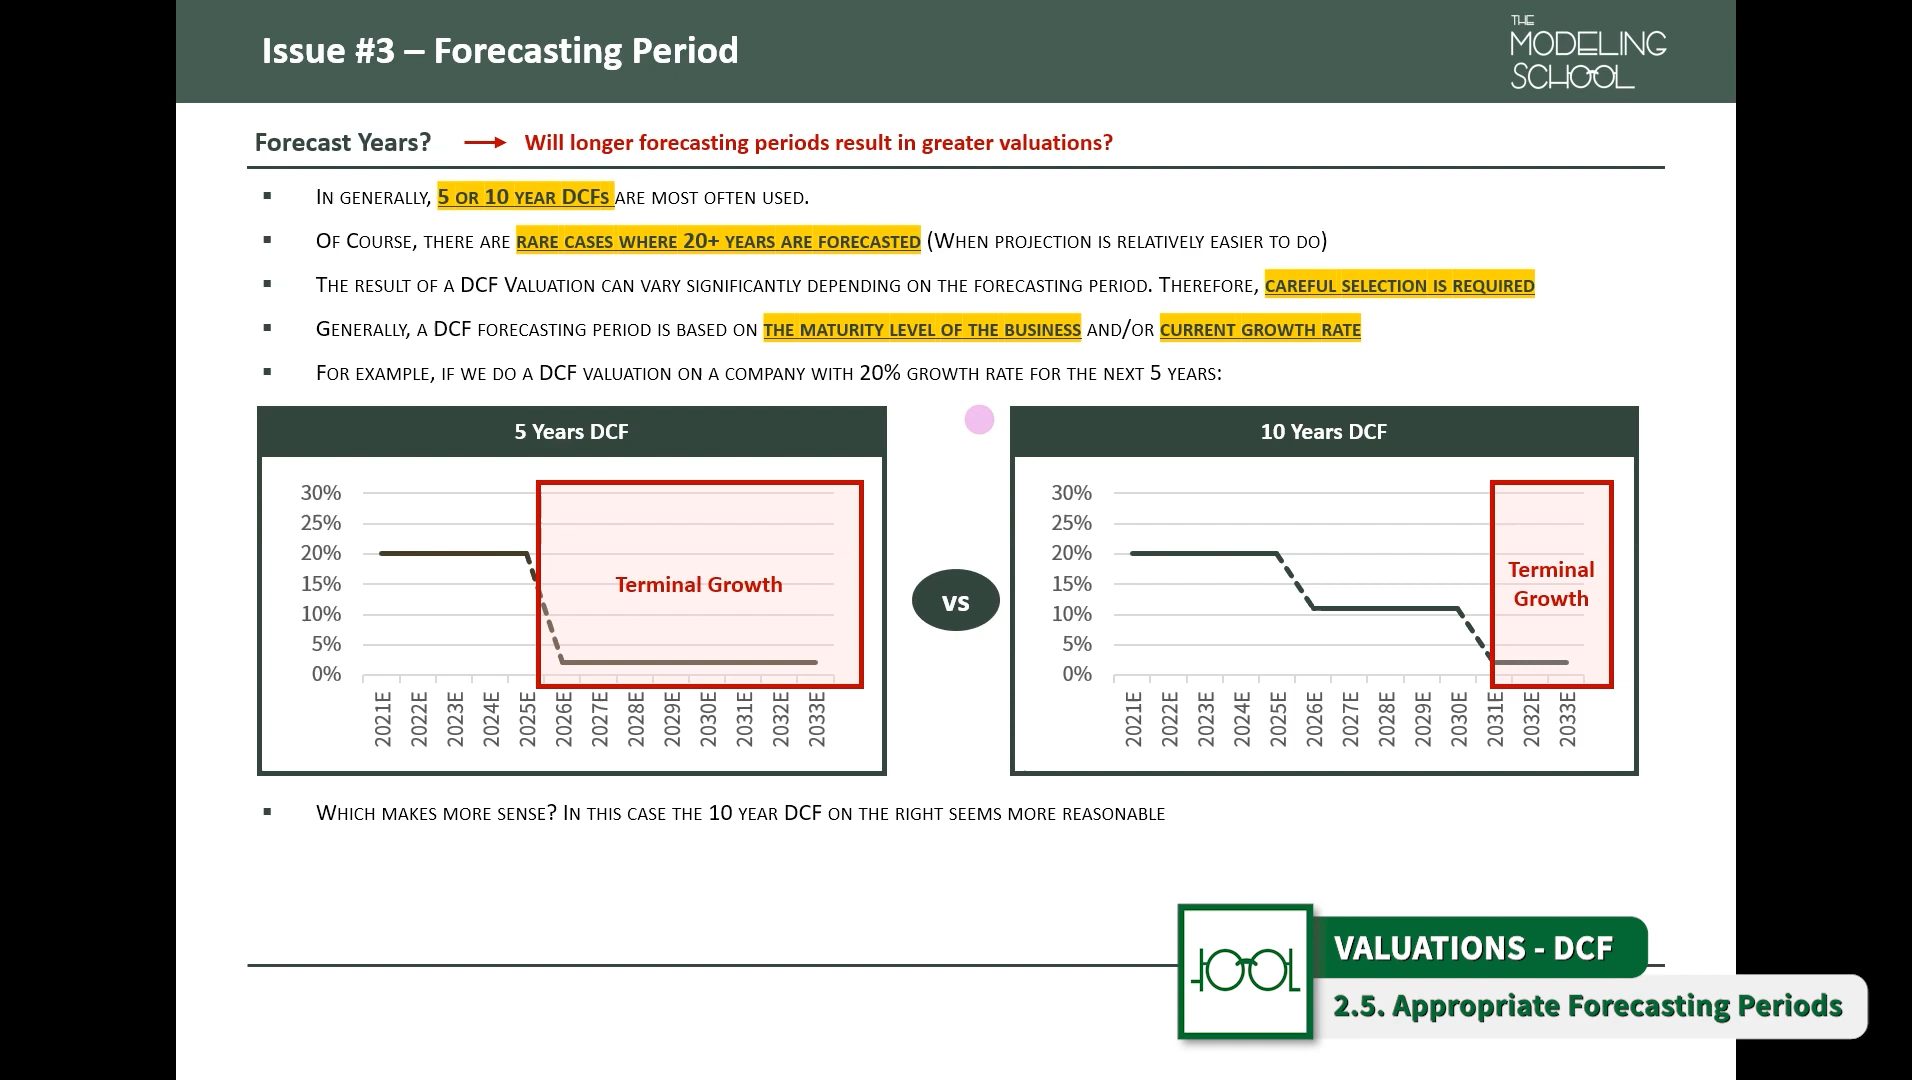 Issue #3 – Forecasting Period
THE
MODELING
SCHOOL
Forecast Years?
Will longer forecasting periods result in greater valuations?
▪ In generally, 5 or 10 year DCFs are most often used.
▪ Of Course, there are rare cases where 20+ years are forecasted (When projection is relatively easier to do)
▪ The result of a DCF Valuation can vary significantly depending on the forecasting period. Therefore, careful selection is required
▪ Generally, a DCF forecasting period is based on the maturity level of the business and/or current growth rate
▪ For example, if we do a DCF valuation on a company with 20% growth rate for the next 5 years:
5 Years DCF
30%
25%
20%
15%
10%
5%
0%
Terminal Growth
2021E 2022E 2023E 2024E 2025E 2026E 2027E 2028E 2029E 2030E 2031E 2032E 2033E
vs
10 Years DCF
30%
25%
20%
15%
10%
5%
0%
Terminal
Growth
2021E 2022E 2023E 2024E 2025E 2026E 2027E 2028E 2029E 2030E 2031E 2032E 2033E
▪ Which makes more sense? In this case the 10 year DCF on the right seems more reasonable
VALUATIONS - DCF
2.5. Appropriate Forecasting Periods